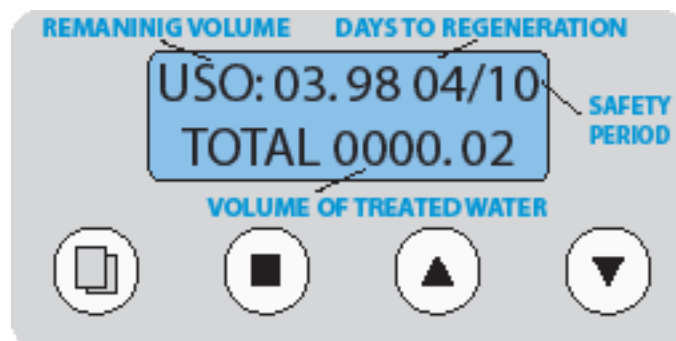 REMANINIG VOLUME DAYS TO REGENERATION
USO: 03. 98 04/10
SAFETY
PERIOD
TOTAL 0000. 02
VOLUME OF TREATED WATER